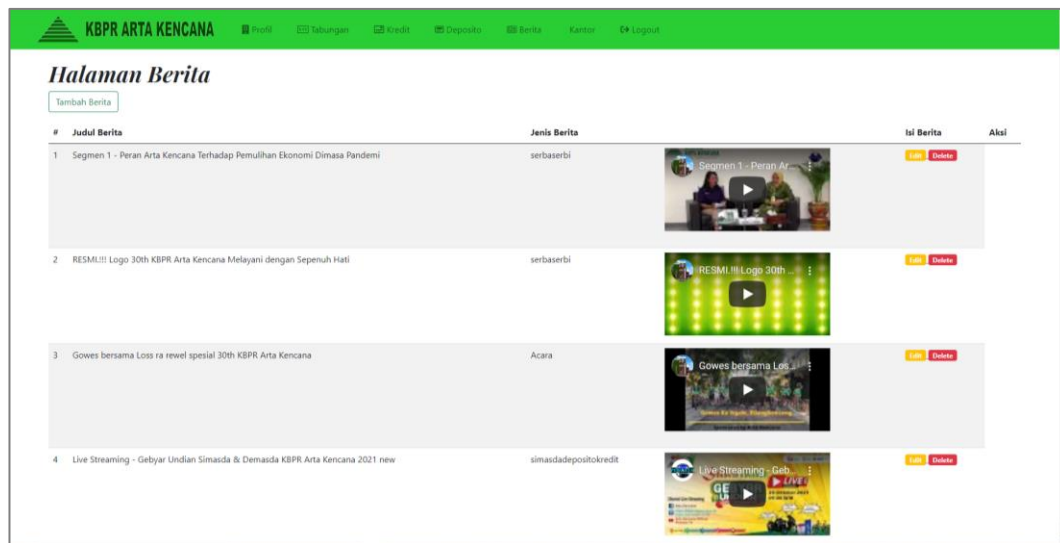 KBPR ARTA KENCANA Profil Tabungan Kredit Deposito Berita Kantor Logout
Halaman Berita
Tambah Berita
# Judul Berita Jenis Berita Isi Berita Aksi
1 Segmen 1 - Peran Arta Kencana Terhadap Pemulihan Ekonomi Dimasa Pandemi serbaserbi Edit Delete
Segmen 1 - Peran Ar...
2 RESMI.!!! Logo 30th KBPR Arta Kencana Melayani dengan Sepenuh Hati serbaserbi Edit Delete
RESMI.!!! Logo 30th ...
3 Gowes bersama Loss ra rewel spesial 30th KBPR Arta Kencana Acara Edit Delete
Gowes bersama Los...
4 Live Streaming - Gebyar Undian Simasda & Demasda KBPR Arta Kencana 2021 new simasdadepositokredit Edit Delete
Live Streaming - Geb...
LIVE